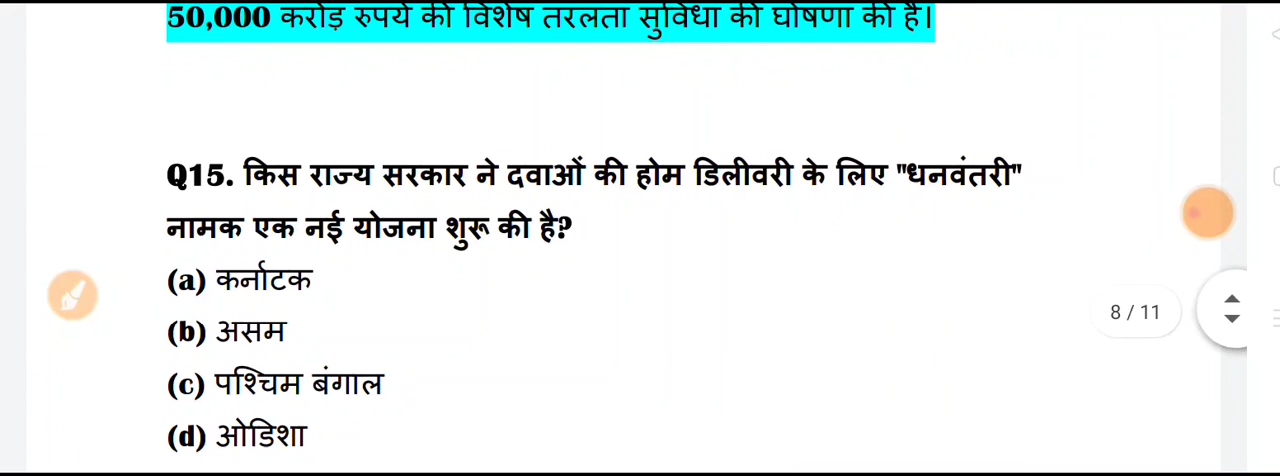 50,000 करोड़ रुपये की विशेष तरलता सुविधा की घोषणा की है।
Q15. किस राज्य सरकार ने दवाओं की होम डिलीवरी के लिए "धनवंतरी"
नामक एक नई योजना शुरू की है?
(a) कर्नाटक
(b) असम
(c) पश्चिम बंगाल
(d) ओडिशा
8 / 11